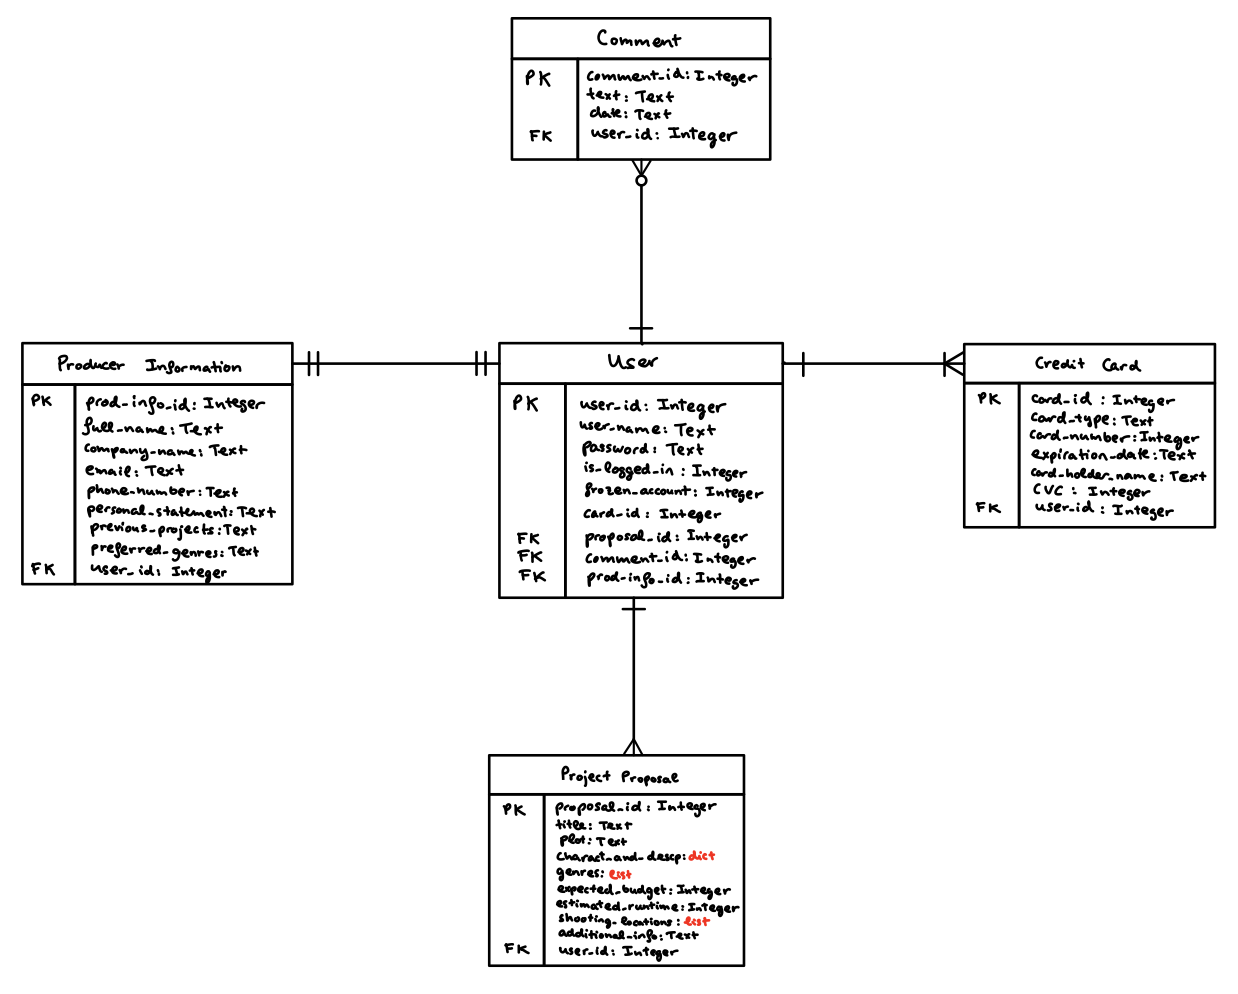 Comment
PK comment_id: Integer
text: Text
date: Text
FK user_id: Integer
Producer Information
PK prod_info_id: Integer
full_name: Text
company_name: Text
email: Text
phone_number: Text
personal_statement: Text
previous_projects: Text
preferred_genres: Text
FK user_id: Integer
User
PK user_id: Integer
user_name: Text
password: Text
is_logged_in: Integer
frozen_account: Integer
card_id: Integer
FK proposal_id: Integer
FK comment_id: Integer
FK prod_info_id: Integer
Credit Card
PK card_id: Integer
card_type: Text
card_number: Integer
expiration_date: Text
card_holder_name: Text
CVC: Integer
FK user_id: Integer
Project Proposal
PK proposal_id: Integer
title: Text
plot: Text
charact_and_descp: dict
genres: list
expected_budget: Integer
estimated_runtime: Integer
shooting_locations: list
additional_info: Text
FK user_id: Integer